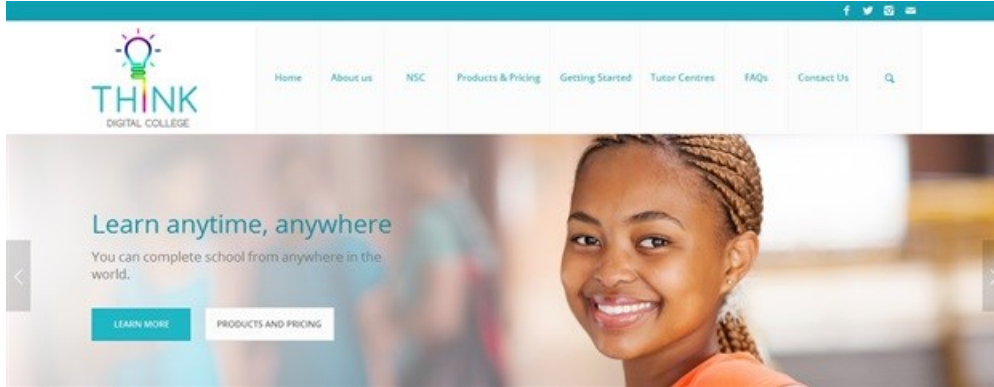 THINK
DIGITAL COLLEGE
Home About us NSC Products & Pricing Getting Started Tutor Centres FAQs Contact Us
Learn anytime, anywhere
You can complete school from anywhere in the
world.
LEARN MORE PRODUCTS AND PRICING